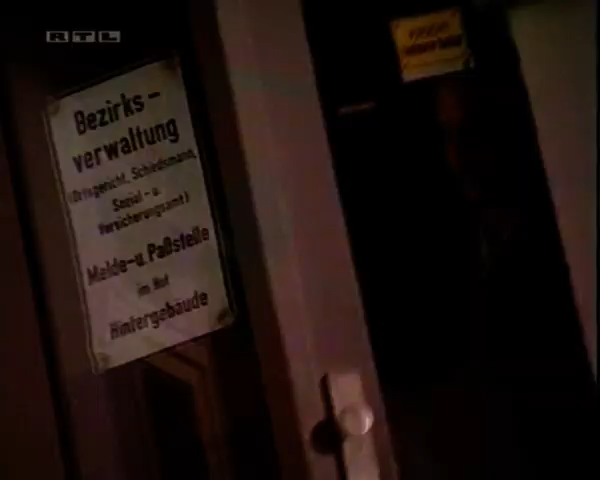 RTL
Bezirks-
verwaltung
(Ortsgericht, Schiedsmann,
Sozial- u.
Versicherungsamt)
Melde-u. Paßstelle
im Hof
Hintergebäude